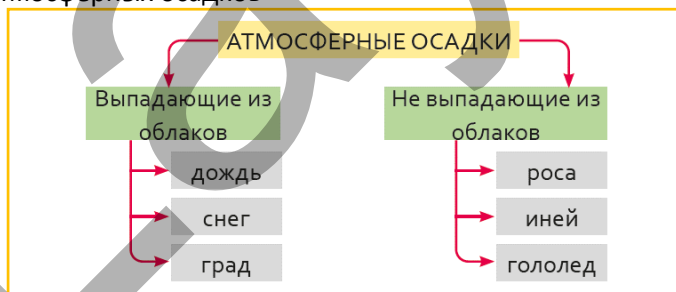 АТМОСФЕРНЫЕ ОСАДКИ
Выпадающие из
облаков
дождь
снег
град
Не выпадающие из
облаков
роса
иней
гололед